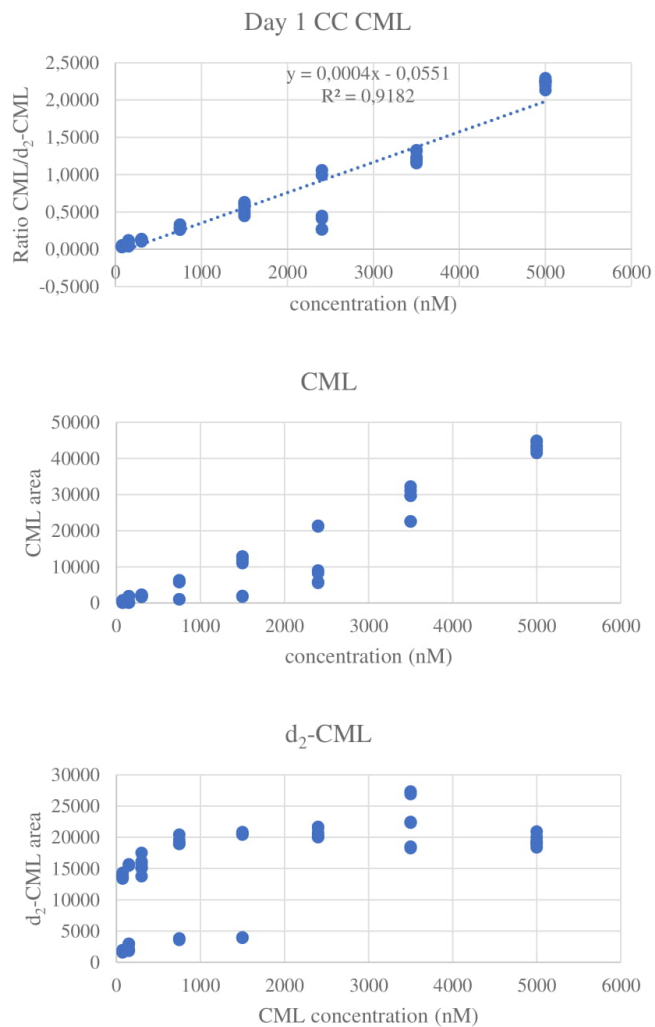 Day 1 CC CML
2,5000
y = 0,0004x - 0,0551
R² = 0,9182
2,0000
1,5000
1,0000
0,5000
0,0000
-0,5000
0 1000 2000 3000 4000 5000 6000
Ratio CML/d₂-CML
concentration (nM)
CML
50000
40000
30000
20000
10000
0
0 1000 2000 3000 4000 5000 6000
CML area
concentration (nM)
d₂-CML
30000
25000
20000
15000
10000
5000
0
0 1000 2000 3000 4000 5000 6000
d₂-CML area
CML concentration (nM)